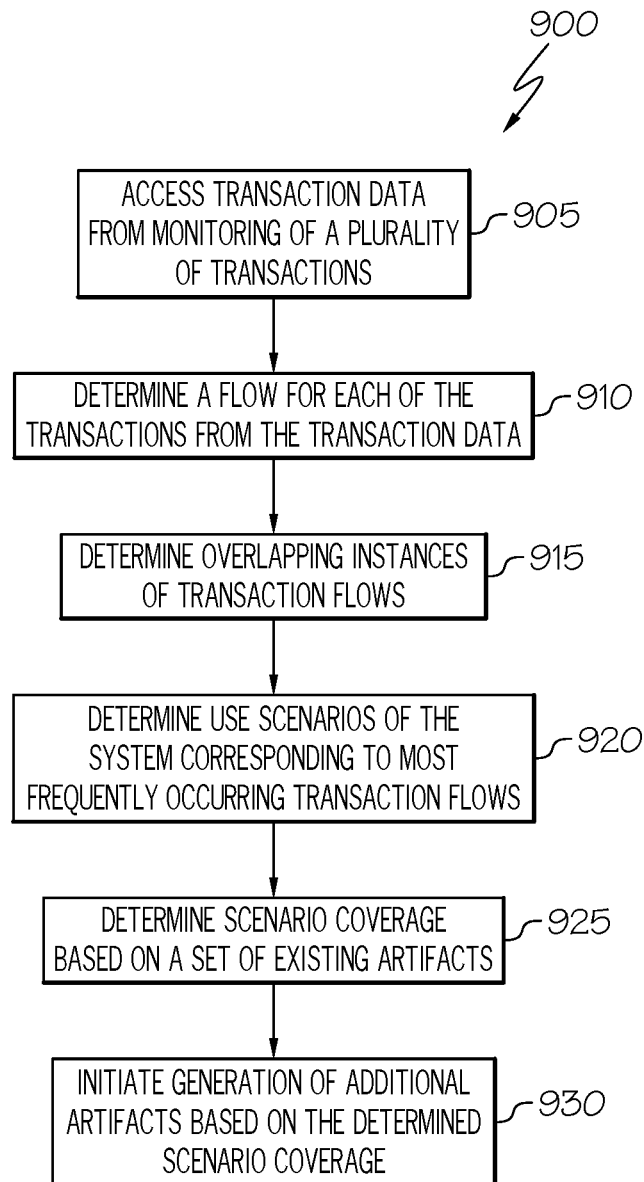 900
ACCESS TRANSACTION DATA
FROM MONITORING OF A PLURALITY
OF TRANSACTIONS
905
DETERMINE A FLOW FOR EACH OF THE
TRANSACTIONS FROM THE TRANSACTION DATA
910
DETERMINE OVERLAPPING INSTANCES
OF TRANSACTION FLOWS
915
DETERMINE USE SCENARIOS OF THE
SYSTEM CORRESPONDING TO MOST
FREQUENTLY OCCURRING TRANSACTION FLOWS
920
DETERMINE SCENARIO COVERAGE
BASED ON A SET OF EXISTING ARTIFACTS
925
INITIATE GENERATION OF ADDITIONAL
ARTIFACTS BASED ON THE DETERMINED
SCENARIO COVERAGE
930